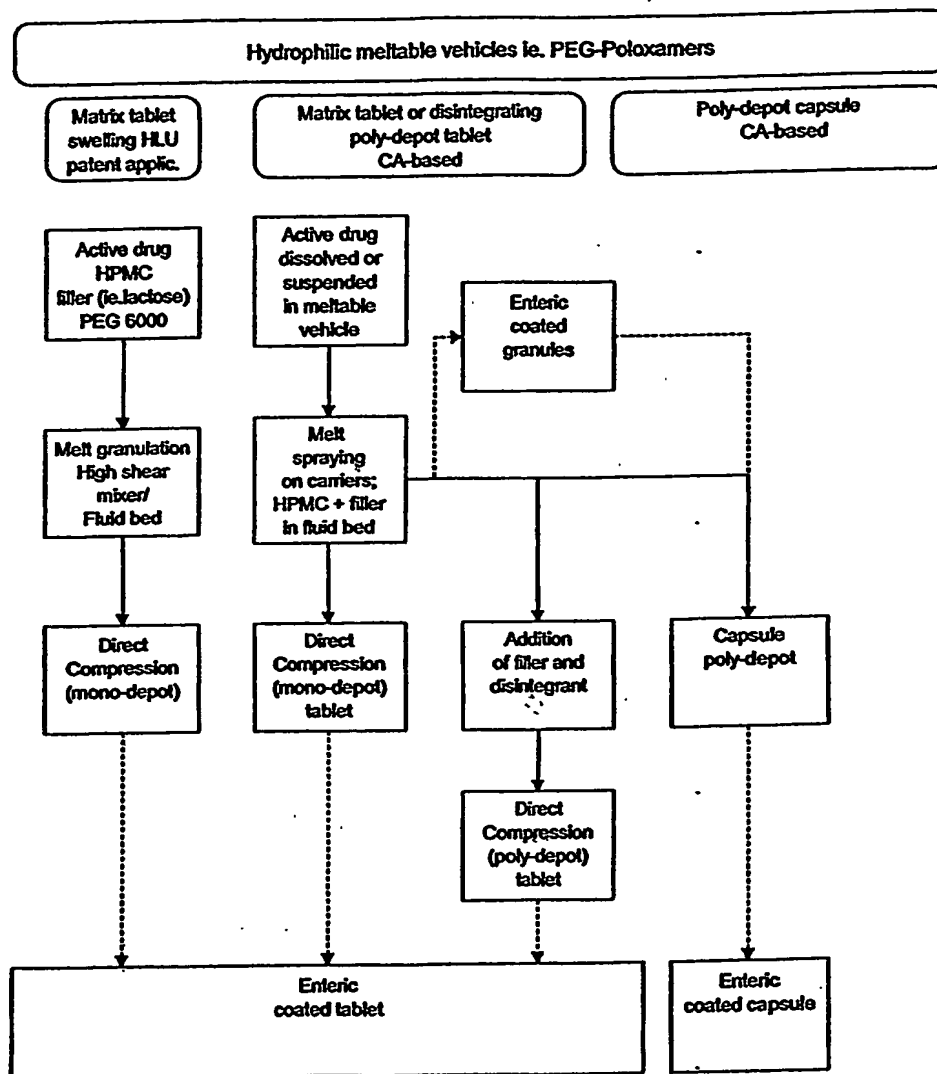 Hydrophilic meltable vehicles ie. PEG-Poloxamers
Matrix tablet
swelling HLU
patent applic.
Matrix tablet or disintegrating
poly-depot tablet
CA-based
Poly-depot capsule
CA-based
Active drug
HPMC
filler (ie.lactose)
PEG 6000
Active drug
dissolved or
suspended
in meltable
vehicle
Enteric
coated
granules
Melt granulation
High shear
mixer/
Fluid bed
Melt
spraying
on carriers;
HPMC + filler
in fluid bed
Direct
Compression
(mono-depot)
Direct
Compression
(mono-depot)
tablet
Addition
of filler and
disintegrant
Capsule
poly-depot
Direct
Compression
(poly-depot)
tablet
Enteric
coated tablet
Enteric
coated capsule